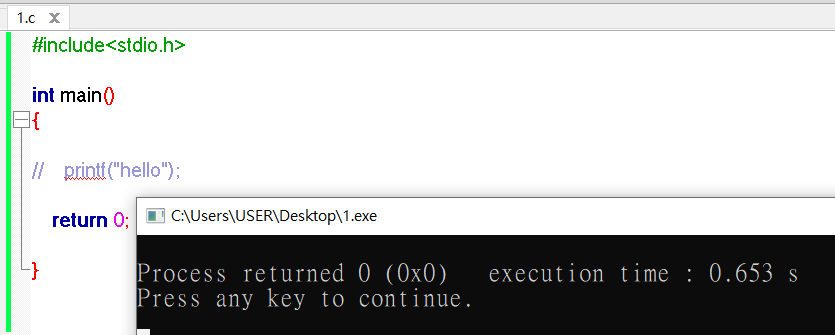 1.c
#include<stdio.h>
int main()
{
// printf("hello");
return 0;
}
C:\Users\USER\Desktop\1.exe
Process returned 0 (0x0)   execution time : 0.653 s
Press any key to continue.